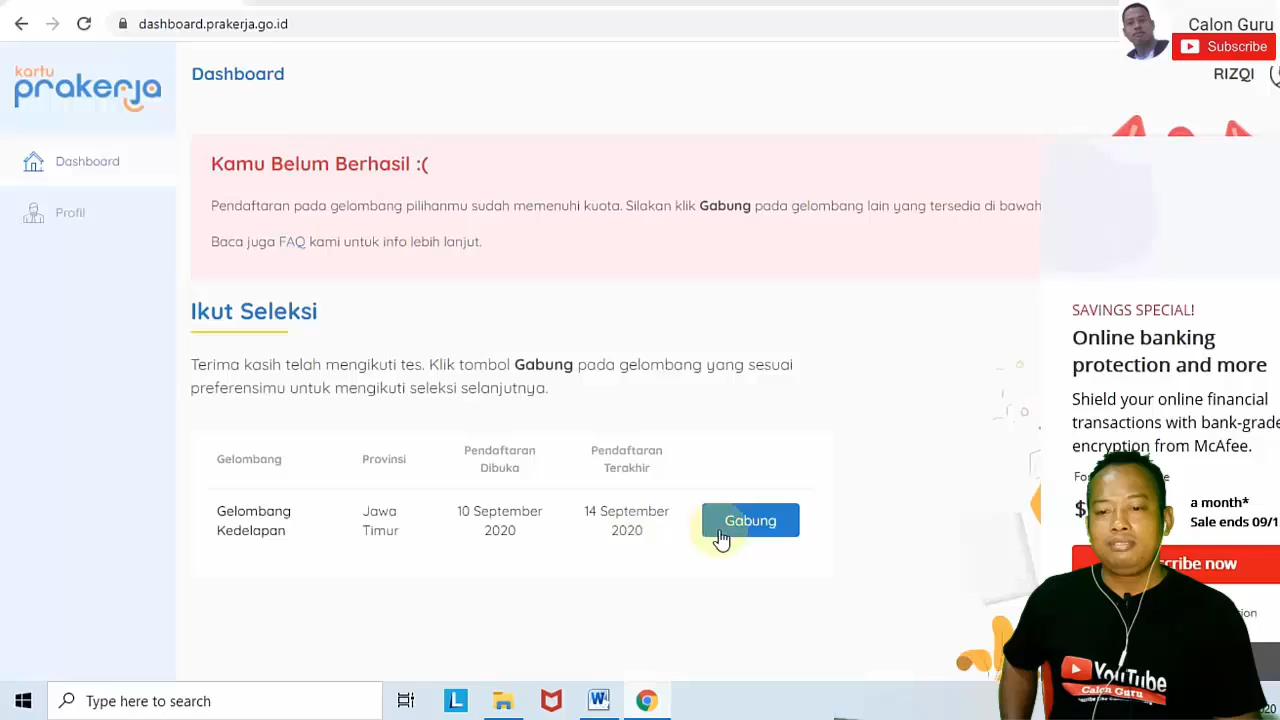 dashboard.prakerja.go.id
Calon Guru
Subscribe
kartu
prakerja
Dashboard
RIZQI
Dashboard
Profil
Kamu Belum Berhasil :(
Pendaftaran pada gelombang pilihanmu sudah memenuhi kuota. Silakan klik Gabung pada gelombang lain yang tersedia di bawah
Baca juga FAQ kami untuk info lebih lanjut.
Ikut Seleksi
Terima kasih telah mengikuti tes. Klik tombol Gabung pada gelombang yang sesuai
preferensimu untuk mengikuti seleksi selanjutnya.
Gelombang
Provinsi
Pendaftaran
Dibuka
Pendaftaran
Terakhir
Gelombang
Kedelapan
Jawa
Timur
10 September
2020
14 September
2020
Gabung
SAVINGS SPECIAL!
Online banking
protection and more
Shield your online financial
transactions with bank-grade
encryption from McAfee.
$
a month*
Sale ends 09/1
now
YouTube
Calon Guru
Type here to search